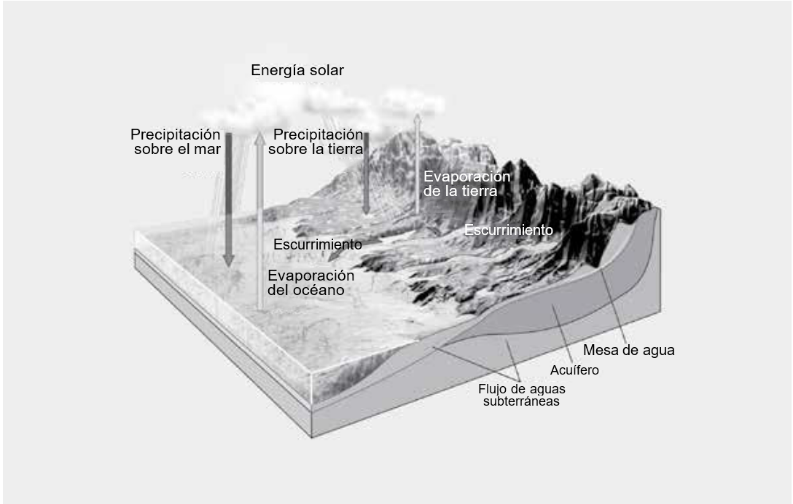 Energía solar
Precipitación
sobre el mar
Precipitación
sobre la tierra
Evaporación
de la tierra
Escurrimiento
Escurrimiento
Evaporación
del océano
Mesa de agua
Acuífero
Flujo de aguas
subterráneas